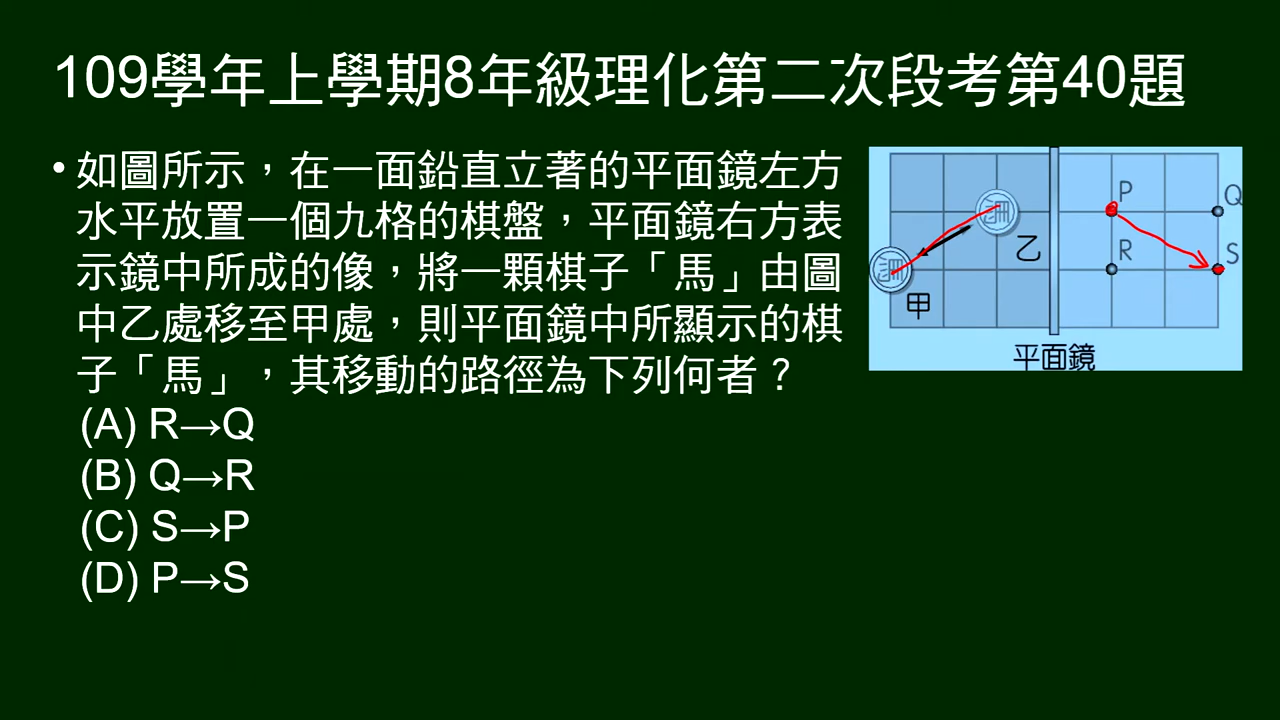 109學年上學期8年級理化第二次段考第40題
• 如圖所示，在一面鉛直立著的平面鏡左方
水平放置一個九格的棋盤，平面鏡右方表
示鏡中所成的像，將一顆棋子「馬」由圖
中乙處移至甲處，則平面鏡中所顯示的棋
子「馬」，其移動的路徑為下列何者？
(A) R→Q
(B) Q→R
(C) S→P
(D) P→S
P
Q
乙
R
S
甲
平面鏡